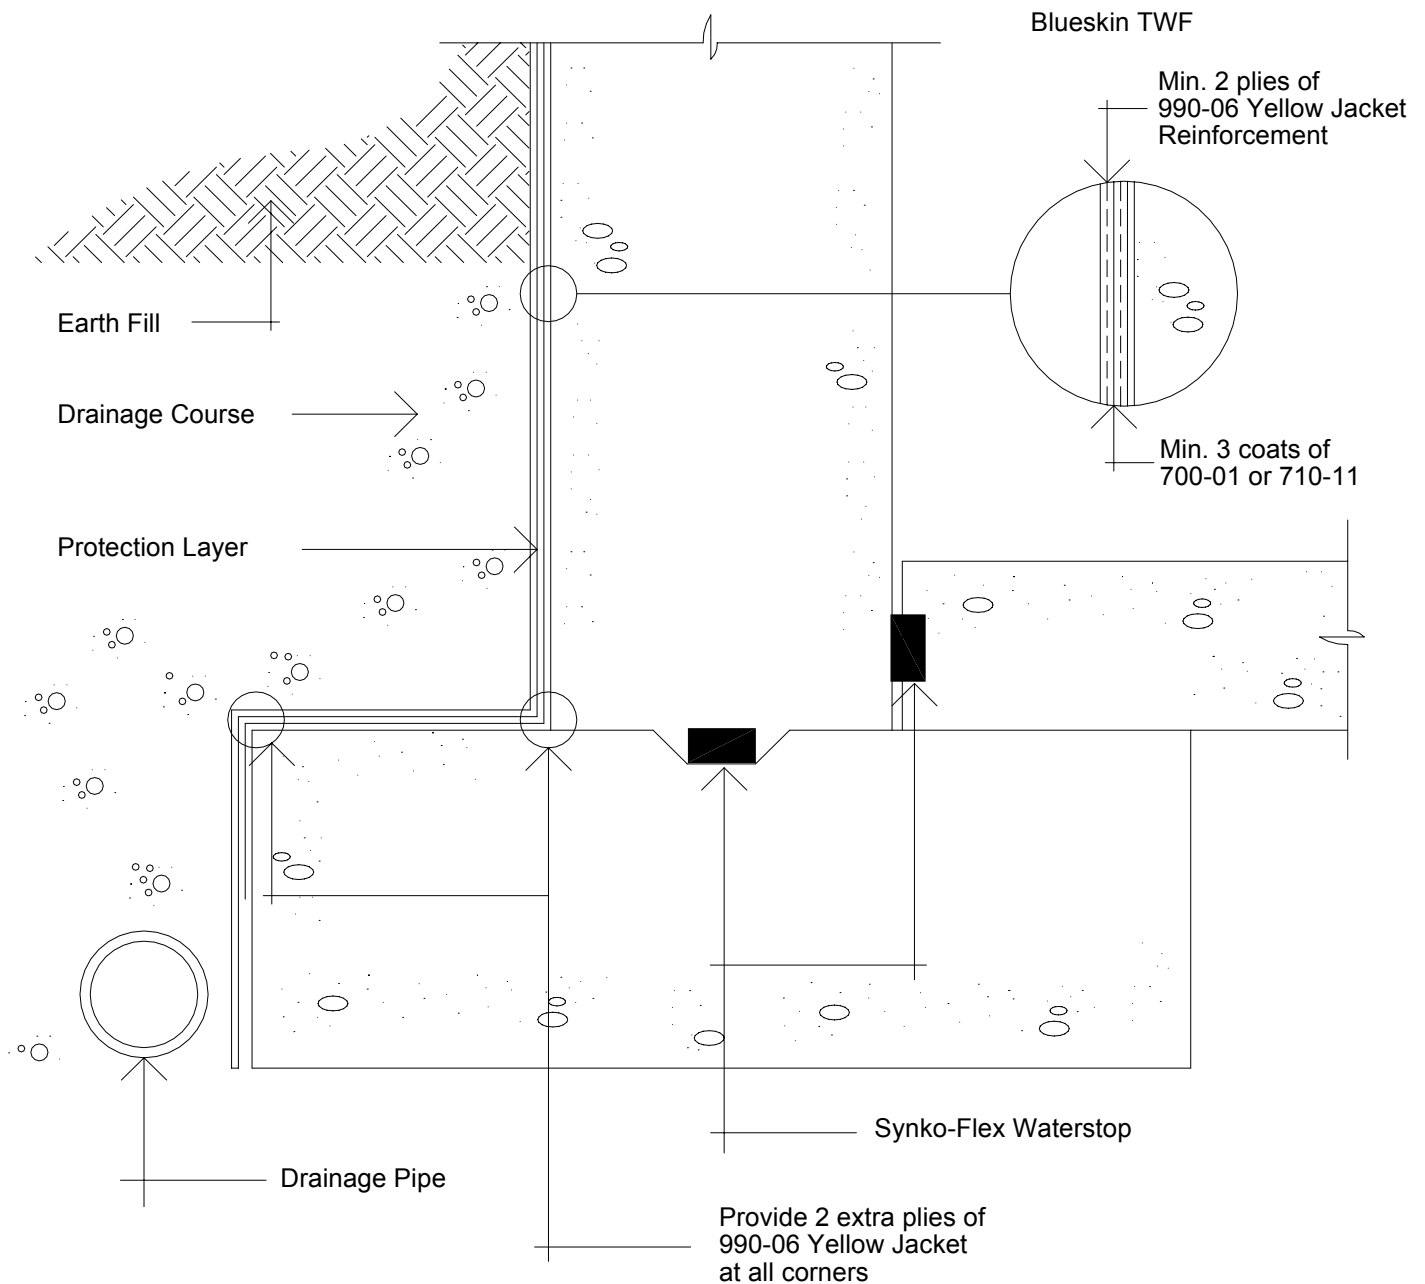 Blueskin TWF
Min. 2 plies of
990-06 Yellow Jacket
Reinforcement
Earth Fill
Drainage Course
Min. 3 coats of
700-01 or 710-11
Protection Layer
Synko-Flex Waterstop
Drainage Pipe
Provide 2 extra plies of
990-06 Yellow Jacket
at all corners